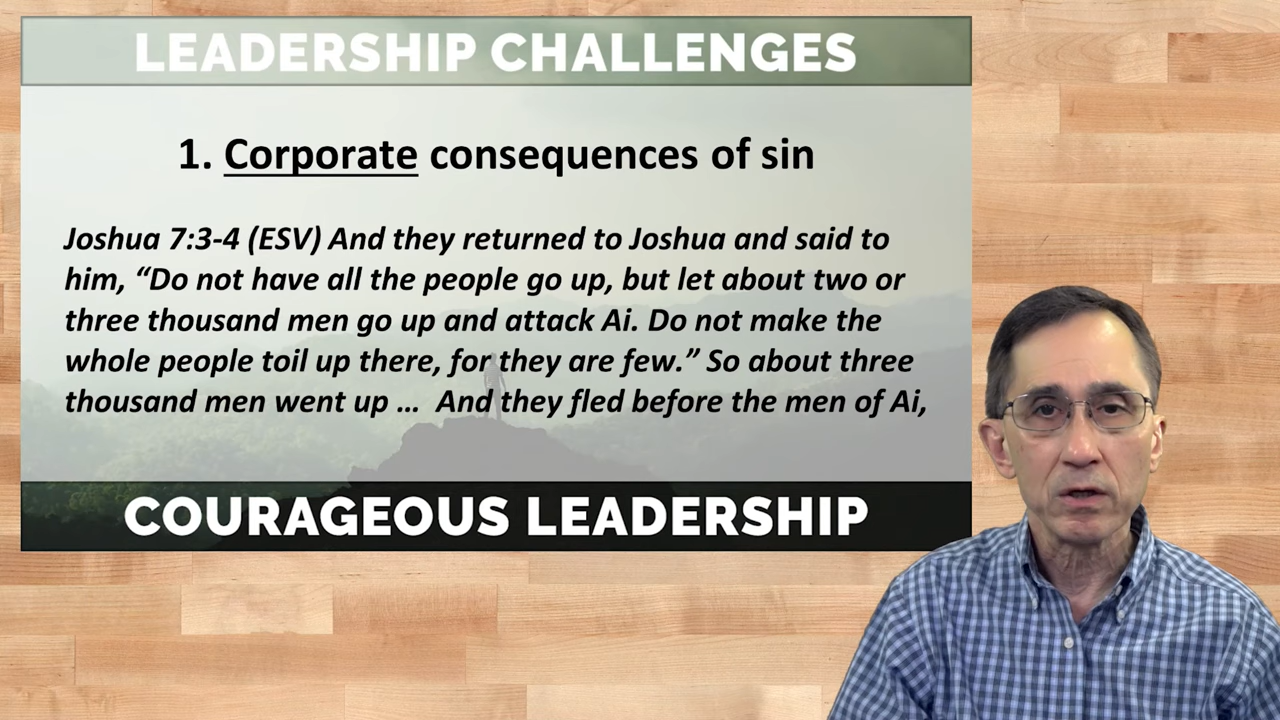 LEADERSHIP CHALLENGES
1. Corporate consequences of sin
Joshua 7:3-4 (ESV) And they returned to Joshua and said to
him, “Do not have all the people go up, but let about two or
three thousand men go up and attack Ai. Do not make the
whole people toil up there, for they are few.” So about three
thousand men went up … And they fled before the men of Ai,
COURAGEOUS LEADERSHIP